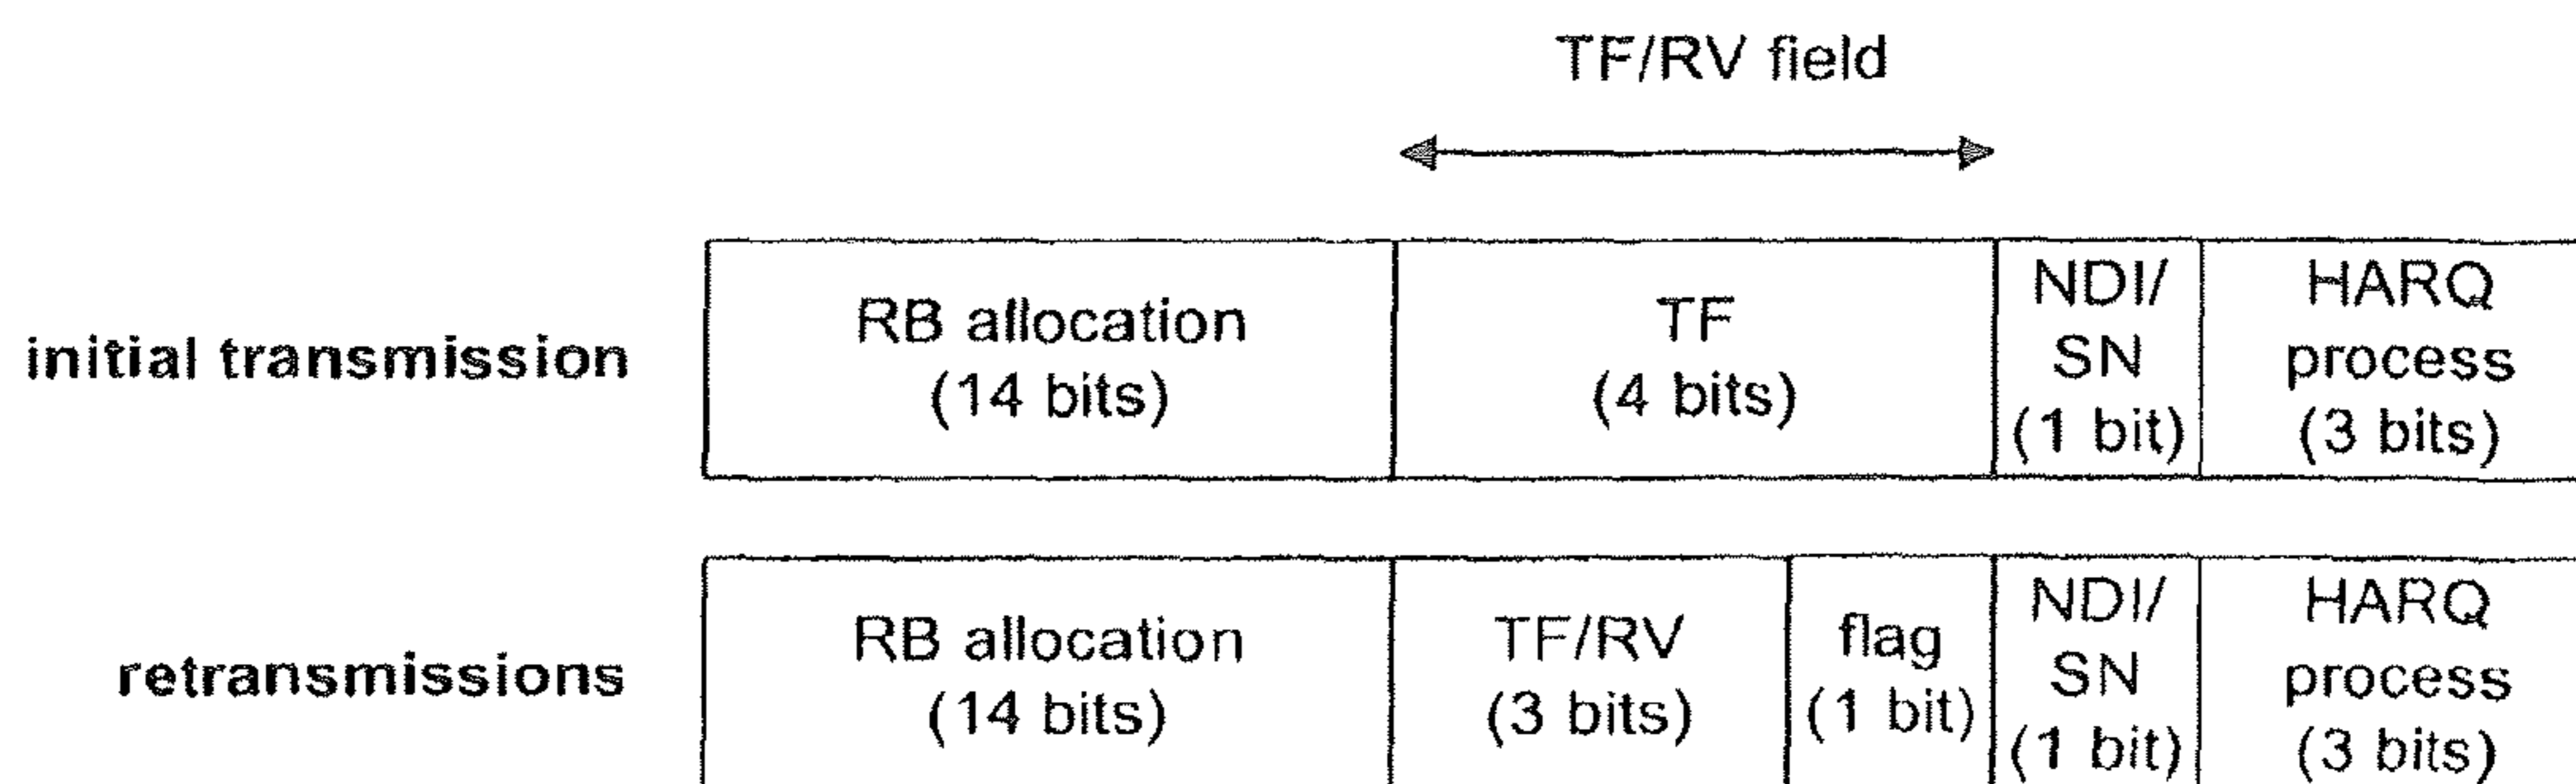 TF/RV field
initial transmission
RB allocation
(14 bits)
TF
(4 bits)
NDI/
SN
(1 bit)
HARQ
process
(3 bits)
retransmissions
RB allocation
(14 bits)
TF/RV
(3 bits)
flag
(1 bit)
NDI/
SN
(1 bit)
HARQ
process
(3 bits)